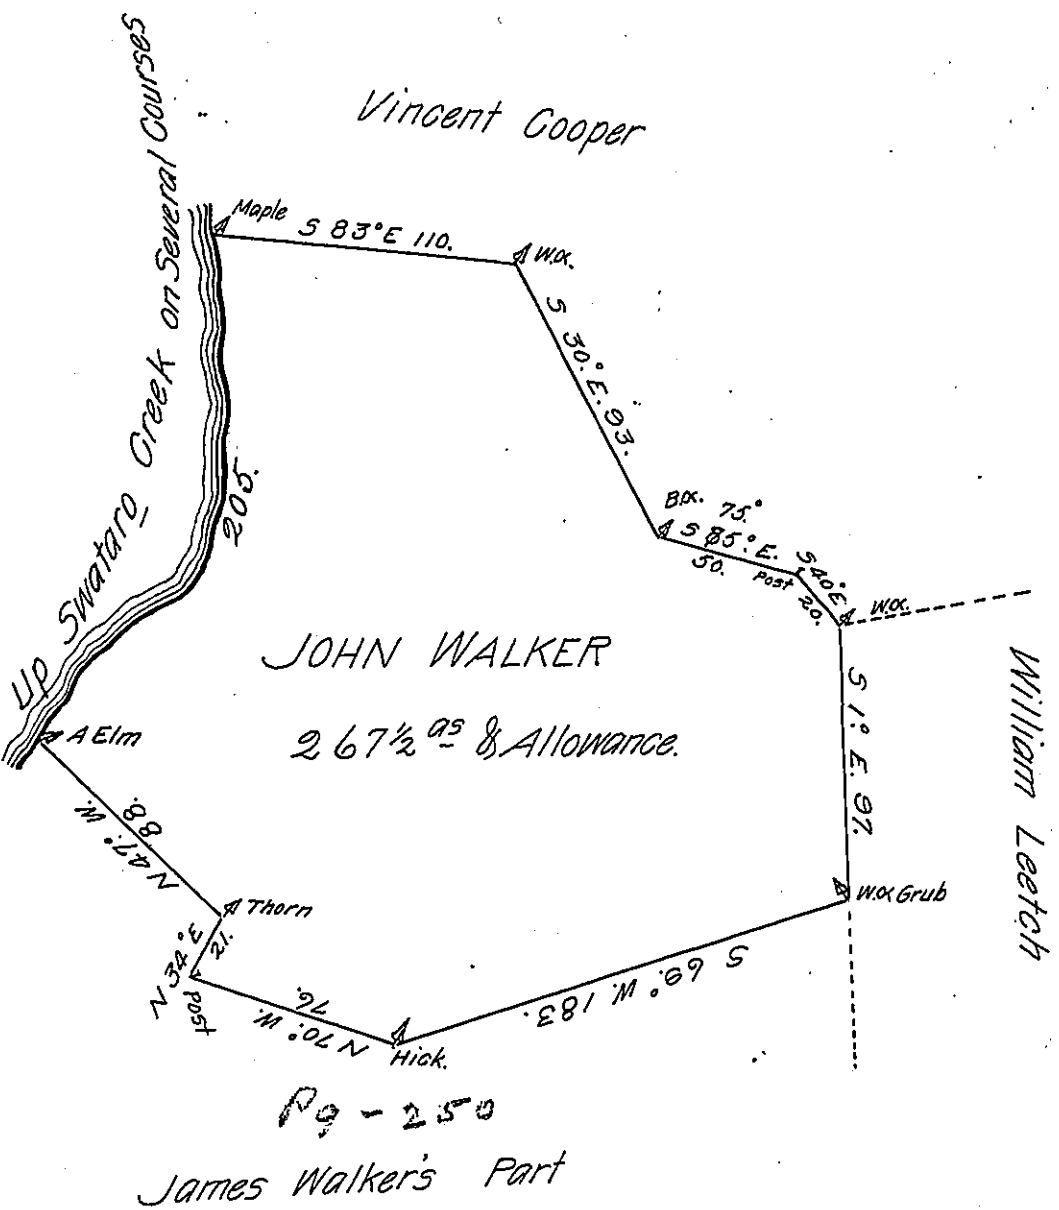 Vincent Cooper
Up Swataro Creek on Several Courses
205.
Maple
S 83° E 110.
W.O.
S 30° E. 93.
B.O. 75°
S 85° E.
50.
Post
S 40° E
20.
W.O.
William Leetch
S 1° E. 97.
W.O. Grub
S 69° W. 183.
Hick.
N 70° W.
76.
Post
N 34° E
21.
A Thorn
N 47° W.
88.
A Elm
JOHN WALKER
267½ as & Allowance.
Pg - 250
James Walker's Part